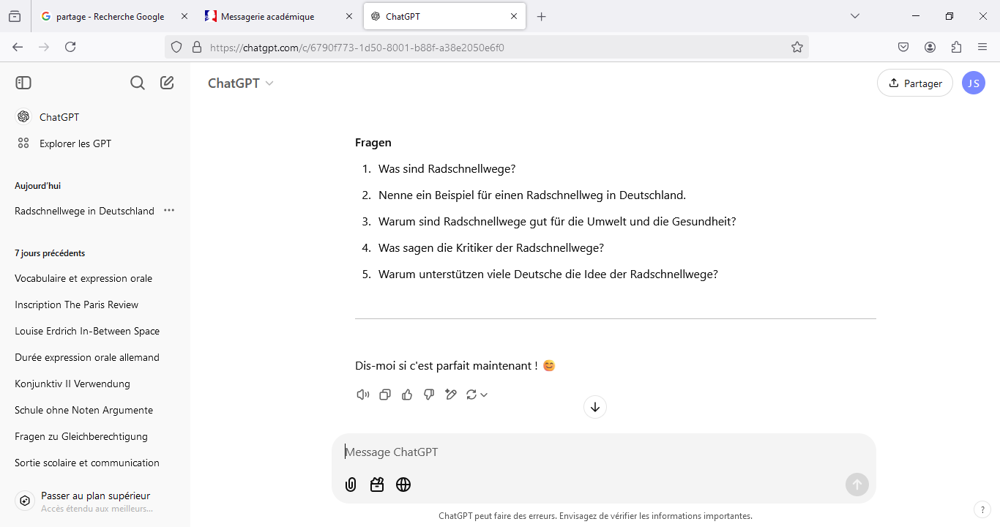 partage - Recherche Google
Messagerie académique
ChatGPT
https://chatgpt.com/c/6790f773-1d50-8001-b88f-a38e2050e6f0
ChatGPT
Partager
JS
ChatGPT
Explorer les GPT
Aujourd'hui
Radschnellwege in Deutschland
7 jours précédents
Vocabulaire et expression orale
Inscription The Paris Review
Louise Erdrich In-Between Space
Durée expression orale allemand
Konjunktiv II Verwendung
Schule ohne Noten Argumente
Fragen zu Gleichberechtigung
Sortie scolaire et communication
Passer au plan supérieur
Accès étendu aux meilleurs...
Fragen
1. Was sind Radschnellwege?
2. Nenne ein Beispiel für einen Radschnellweg in Deutschland.
3. Warum sind Radschnellwege gut für die Umwelt und die Gesundheit?
4. Was sagen die Kritiker der Radschnellwege?
5. Warum unterstützen viele Deutsche die Idee der Radschnellwege?
Dis-moi si c'est parfait maintenant ! 😊
Message ChatGPT
ChatGPT peut faire des erreurs. Envisagez de vérifier les informations importantes.
?